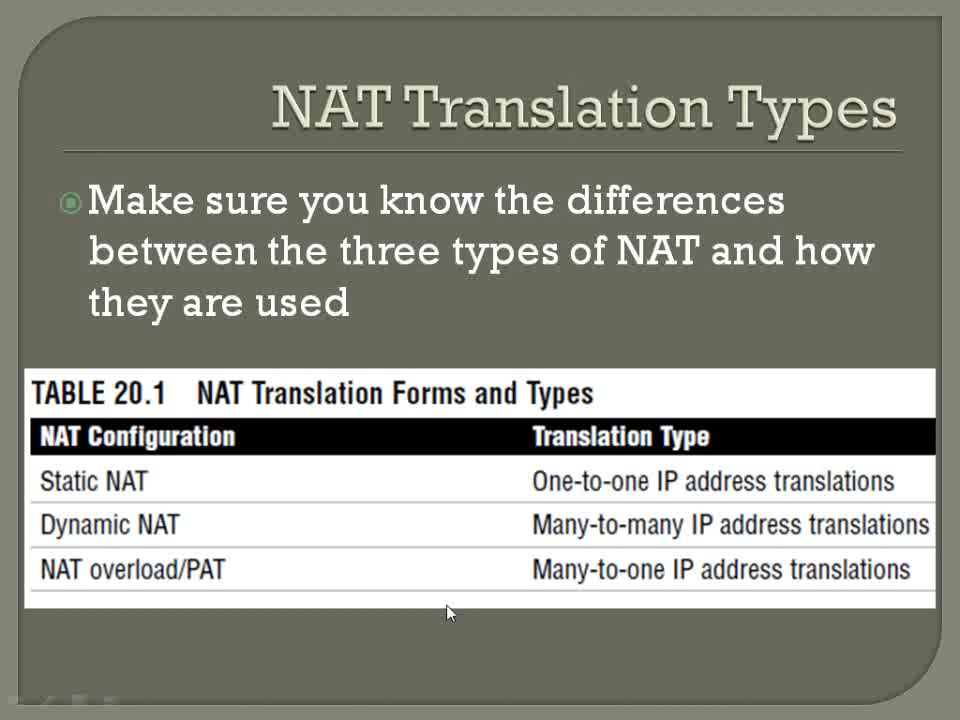 NAT Translation Types
Make sure you know the differences
between the three types of NAT and how
they are used
TABLE 20.1 NAT Translation Forms and Types
NAT Configuration Translation Type
Static NAT One-to-one IP address translations
Dynamic NAT Many-to-many IP address translations
NAT overload/PAT Many-to-one IP address translations